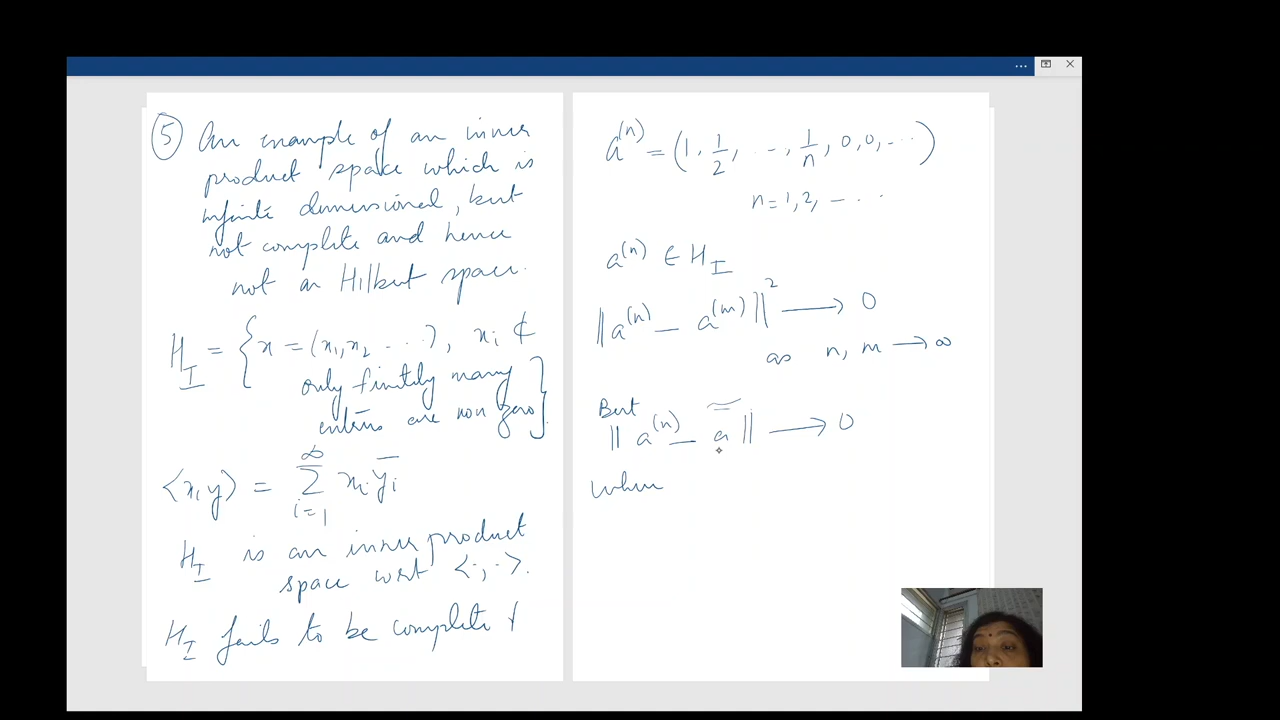 ⑤ An example of an inner
product space which is
infinite dimensional, but
not complete and hence
not an Hilbert space.
H_I = { x = (x_1, x_2 ...), x_i ∈ ℂ
only finitely many
entries are non zero }.
⟨x, y⟩ = ∑_{i=1}^{∞} x_i \overline{y_i}
H_I is an inner product
space wrt ⟨·, ·⟩.
H_I fails to be complete
a^{(n)} = (1, 1/2, ..., 1/n, 0, 0, ...)
n = 1, 2, - ...
a^{(n)} ∈ H_I
‖a^{(n)} - a^{(m)}‖^2 ⟶ 0
as n, m ⟶ ∞
But
‖ a^{(n)} - a ‖ ⟶ 0
when